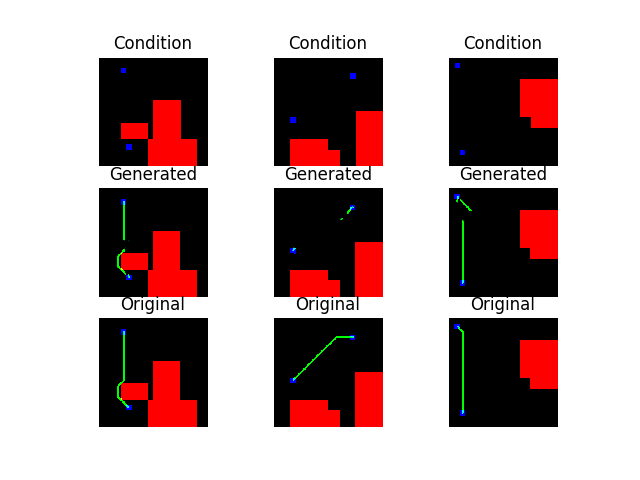 Condition Condition Condition
Generated Generated Generated
Original Original Original